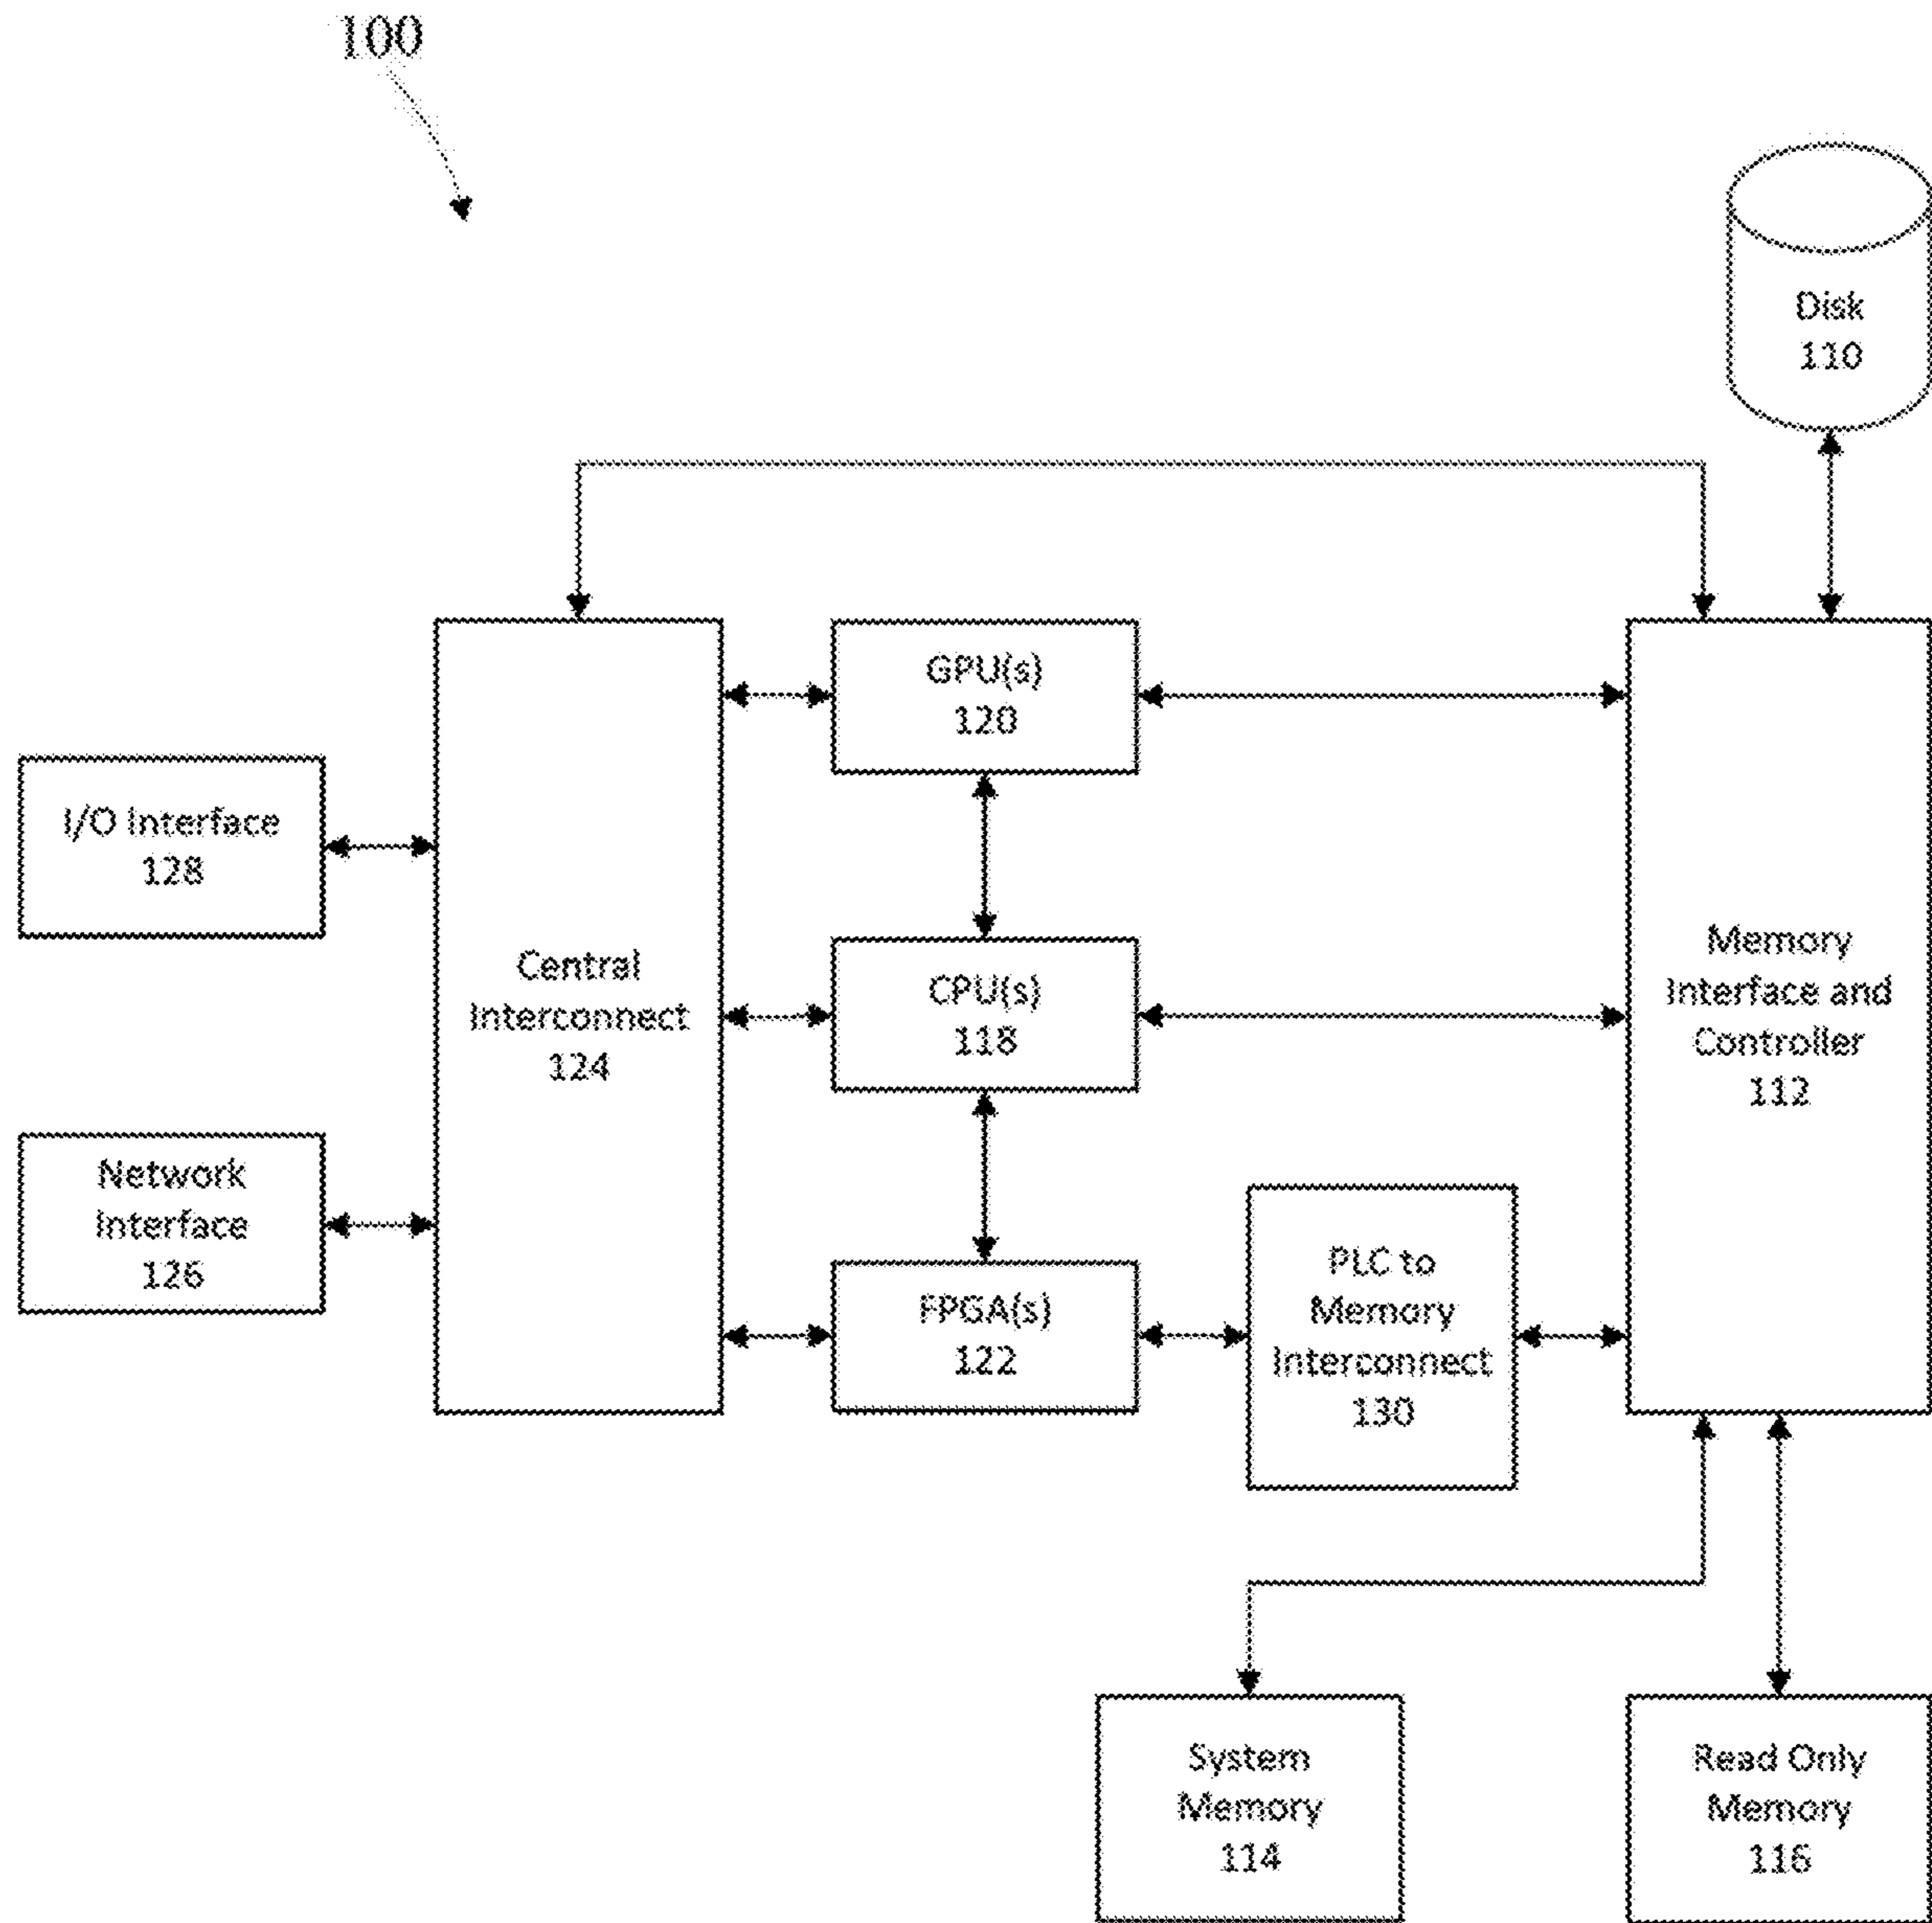 100
Disk
110
GPU(s)
120
I/O Interface
128
Central
Interconnect
124
CPU(s)
118
Memory
Interface and
Controller
112
Network
Interface
126
FPGA(s)
122
PLC to
Memory
Interconnect
130
System
Memory
114
Read Only
Memory
116